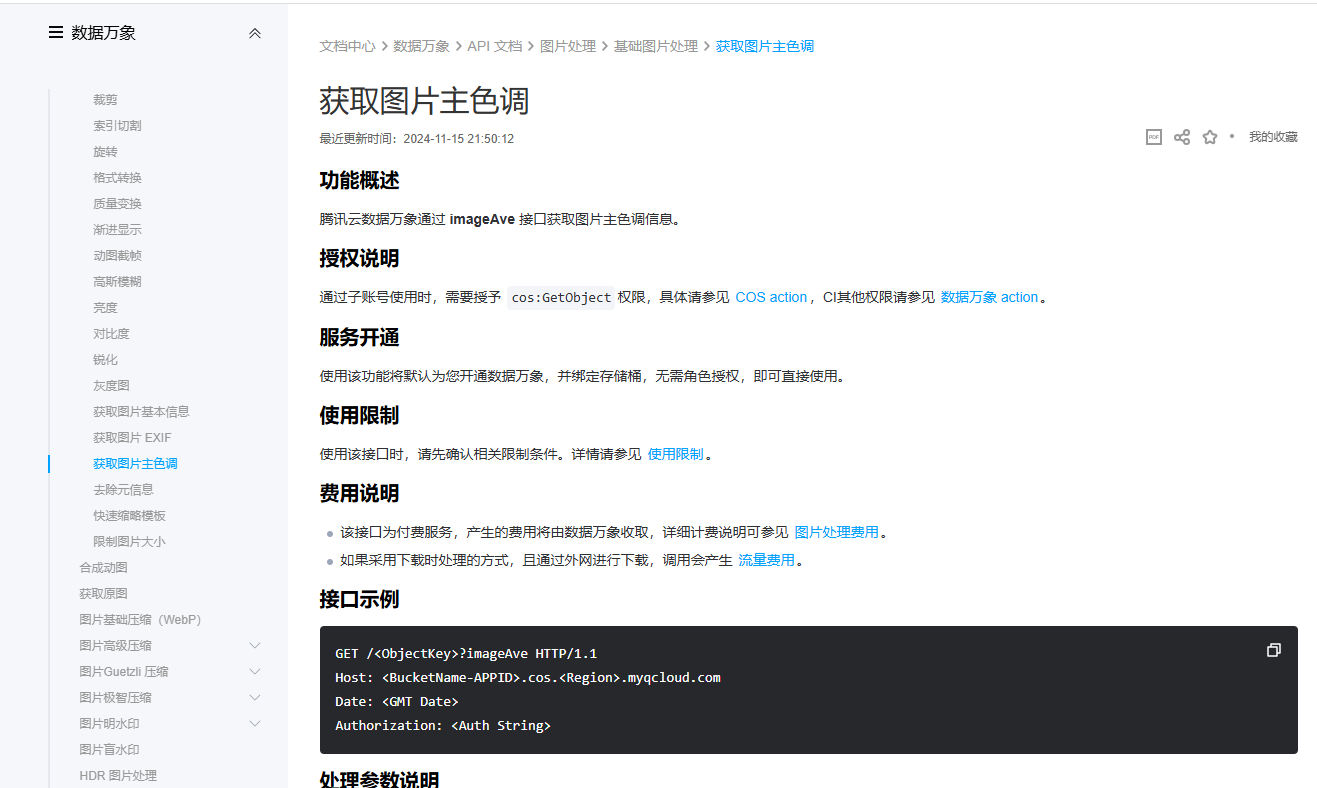 数据万象
裁剪
索引切割
旋转
格式转换
质量变换
渐进显示
动图截帧
高斯模糊
亮度
对比度
锐化
灰度图
获取图片基本信息
获取图片 EXIF
获取图片主色调
去除元信息
快速缩略模板
限制图片大小
合成动图
获取原图
图片基础压缩（WebP）
图片高级压缩
图片Guetzli 压缩
图片极智压缩
图片明水印
图片盲水印
HDR 图片处理
文档中心 > 数据万象 > API 文档 > 图片处理 > 基础图片处理 > 获取图片主色调
获取图片主色调
最近更新时间：2024-11-15 21:50:12
PDF
• 我的收藏
功能概述
腾讯云数据万象通过 imageAve 接口获取图片主色调信息。
授权说明
通过子账号使用时，需要授予 cos:GetObject 权限，具体请参见 COS action，CI其他权限请参见 数据万象 action。
服务开通
使用该功能将默认为您开通数据万象，并绑定存储桶，无需角色授权，即可直接使用。
使用限制
使用该接口时，请先确认相关限制条件。详情请参见 使用限制。
费用说明
• 该接口为付费服务，产生的费用将由数据万象收取，详细计费说明可参见 图片处理费用。
• 如果采用下载时处理的方式，且通过外网进行下载，调用会产生 流量费用。
接口示例
GET /<ObjectKey>?imageAve HTTP/1.1
Host: <BucketName-APPID>.cos.<Region>.myqcloud.com
Date: <GMT Date>
Authorization: <Auth String>
处理参数说明